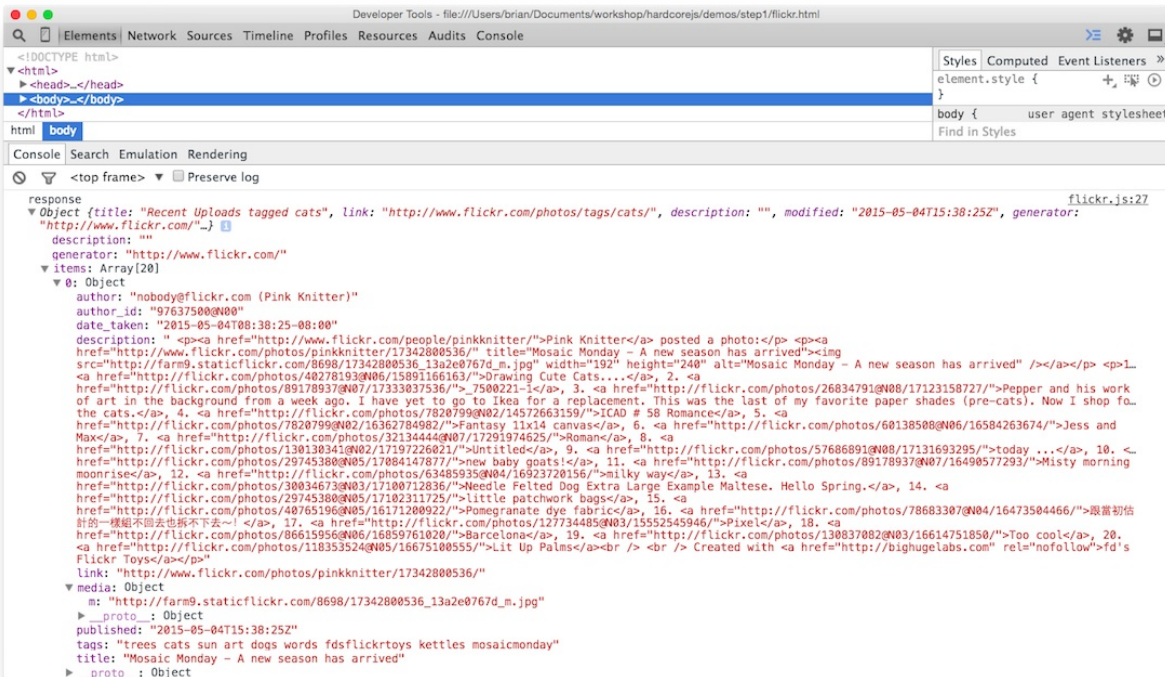 Developer Tools - file:///Users/brian/Documents/workshop/hardcorejs/demos/step1/flickr.html
Elements Network Sources Timeline Profiles Resources Audits Console
<!DOCTYPE html>
▼<html>
▶<head>…</head>
▶<body>…</body>
</html>
html body
Styles Computed Event Listeners »
element.style {
}
body { user agent stylesheet
Find in Styles
Console Search Emulation Rendering
<top frame> ▼ Preserve log
response flickr.js:27
▼Object {title: "Recent Uploads tagged cats", link: "http://www.flickr.com/photos/tags/cats/", description: "", modified: "2015-05-04T15:38:25Z", generator:
"http://www.flickr.com/"…}
description: ""
generator: "http://www.flickr.com/"
▼items: Array[20]
▼0: Object
author: "nobody@flickr.com (Pink Knitter)"
author_id: "97637500@N00"
date_taken: "2015-05-04T08:38:25-08:00"
description: " <p><a href="http://www.flickr.com/people/pinkknitter/">Pink Knitter</a> posted a photo:</p> <p><a
href="http://www.flickr.com/photos/pinkknitter/17342800536/" title="Mosaic Monday - A new season has arrived"><img
src="http://farm9.staticflickr.com/8698/17342800536_13a2e0767d_m.jpg" width="192" height="240" alt="Mosaic Monday - A new season has arrived" /></a></p> <p>1…
<a href="http://flickr.com/photos/40278193@N06/15891166163/">Drawing Cute Cats....</a>, 2. <a
href="http://flickr.com/photos/89178937@N07/17333037536/">_7500221-1</a>, 3. <a href="http://flickr.com/photos/26834791@N08/17123158727/">Pepper and his work
of art in the background from a week ago. I have yet to go to Ikea for a replacement. This was the last of my favorite paper shades (pre-cats). Now I shop fo…
the cats.</a>, 4. <a href="http://flickr.com/photos/7820799@N02/14572663159/">ICAD # 58 Romance</a>, 5. <a
href="http://flickr.com/photos/7820799@N02/16362784982/">Fantasy 11x14 canvas</a>, 6. <a href="http://flickr.com/photos/60138508@N06/16584263674/">Jess and
Max</a>, 7. <a href="http://flickr.com/photos/32134444@N07/17291974625/">Roman</a>, 8. <a
href="http://flickr.com/photos/130130341@N02/17197226021/">Untitled</a>, 9. <a href="http://flickr.com/photos/57686891@N08/17131693295/">today ...</a>, 10. <…
href="http://flickr.com/photos/29745380@N05/17084147877/">new baby goats!</a>, 11. <a href="http://flickr.com/photos/89178937@N07/16490577293/">Misty morning
moonrise</a>, 12. <a href="http://flickr.com/photos/63485935@N04/16923720156/">milky way</a>, 13. <a
href="http://flickr.com/photos/30034673@N03/17100712836/">Needle Felted Dog Extra Large Example Maltese. Hello Spring.</a>, 14. <a
href="http://flickr.com/photos/29745380@N05/17102311725/">little patchwork bags</a>, 15. <a
href="http://flickr.com/photos/40765196@N05/16171200922/">Pomegranate dye fabric</a>, 16. <a href="http://flickr.com/photos/78683307@N04/16473504466/">跟當初估
計的一樣組不回去也拆不下去~! </a>, 17. <a href="http://flickr.com/photos/127734485@N03/15552545946/">Pixel</a>, 18. <a
href="http://flickr.com/photos/86615956@N06/16859761020/">Barcelona</a>, 19. <a href="http://flickr.com/photos/130837082@N03/16614751850/">Too cool</a>, 20.
<a href="http://flickr.com/photos/118353524@N05/16675100555/">Lit Up Palms</a><br /> <br /> Created with <a href="http://bighugelabs.com" rel="nofollow">fd's
Flickr Toys</a></p>"
link: "http://www.flickr.com/photos/pinkknitter/17342800536/"
▼media: Object
m: "http://farm9.staticflickr.com/8698/17342800536_13a2e0767d_m.jpg"
▶__proto__: Object
published: "2015-05-04T15:38:25Z"
tags: "trees cats sun art dogs words fdsflickrtoys kettles mosaicmonday"
title: "Mosaic Monday - A new season has arrived"
▶__proto__: Object